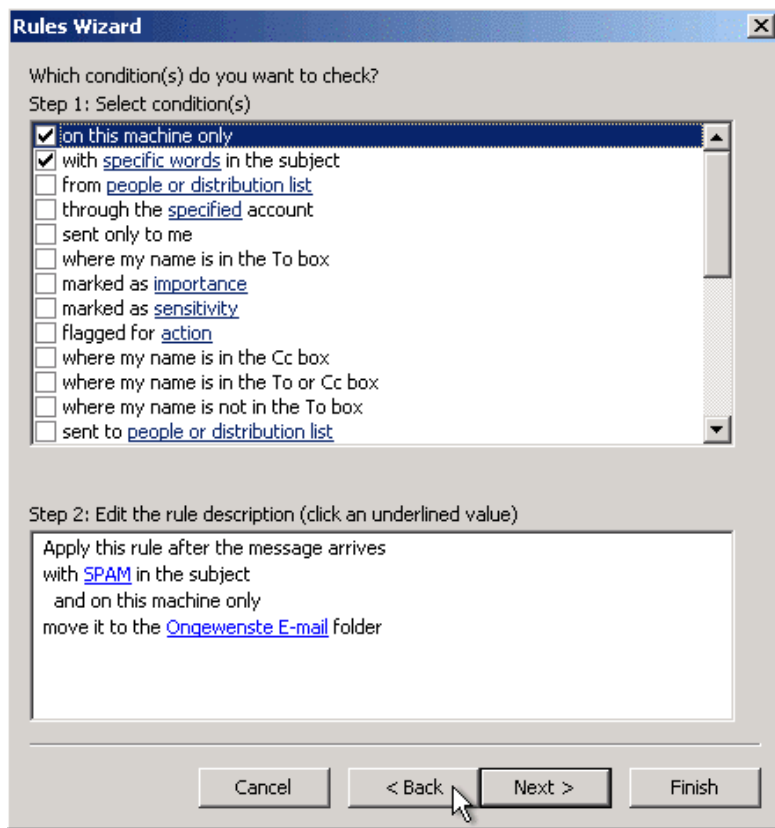 Rules Wizard
Which condition(s) do you want to check?
Step 1: Select condition(s)
on this machine only
with specific words in the subject
from people or distribution list
through the specified account
sent only to me
where my name is in the To box
marked as importance
marked as sensitivity
flagged for action
where my name is in the Cc box
where my name is in the To or Cc box
where my name is not in the To box
sent to people or distribution list
Step 2: Edit the rule description (click an underlined value)
Apply this rule after the message arrives
with SPAM in the subject
and on this machine only
move it to the Ongewenste E-mail folder
Cancel < Back Next > Finish